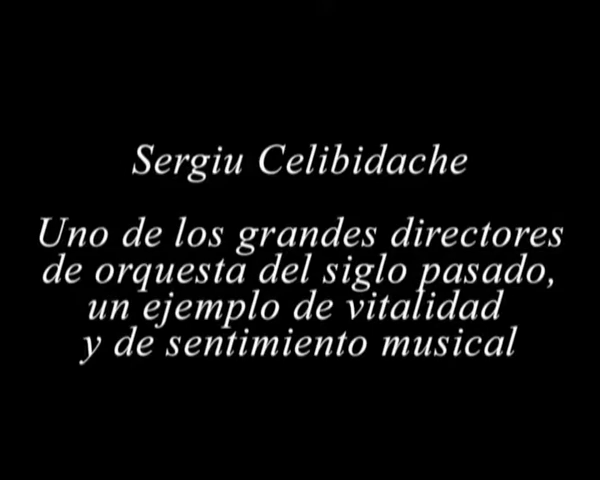 Sergiu Celibidache
Uno de los grandes directores
de orquesta del siglo pasado,
un ejemplo de vitalidad
y de sentimiento musical